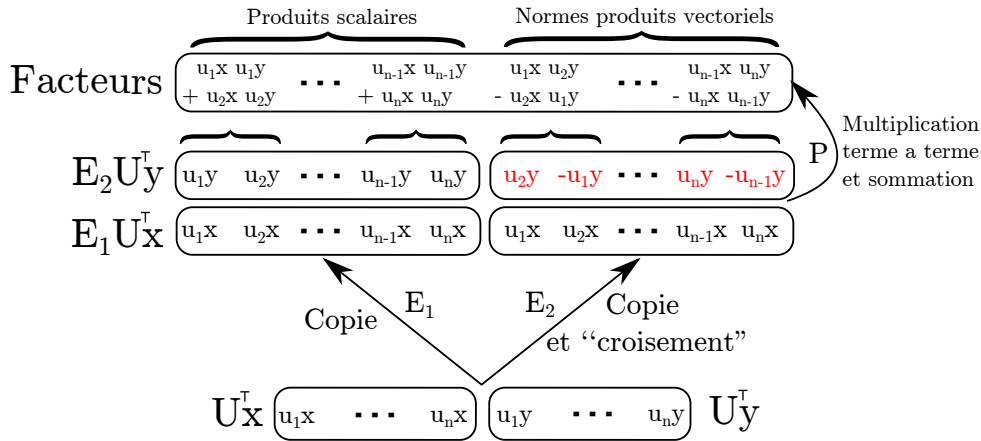 Produits scalaires Normes produits vectoriels
Facteurs u₁x u₁y ... uₙ₋₁x uₙ₋₁y u₁x u₂y ... uₙ₋₁x uₙy
+ u₂x u₂y + uₙx uₙy - u₂x u₁y - uₙx uₙ₋₁y
Multiplication
terme a terme
et sommation
P
E₂Uᵀy u₁y u₂y ... uₙ₋₁y uₙy u₂y -u₁y ... uₙy -uₙ₋₁y
E₁Uᵀx u₁x u₂x ... uₙ₋₁x uₙx u₁x u₂x ... uₙ₋₁x uₙx
Copie E₁ E₂ Copie
et ‘‘croisement”
Uᵀx u₁x ... uₙx u₁y ... uₙy Uᵀy